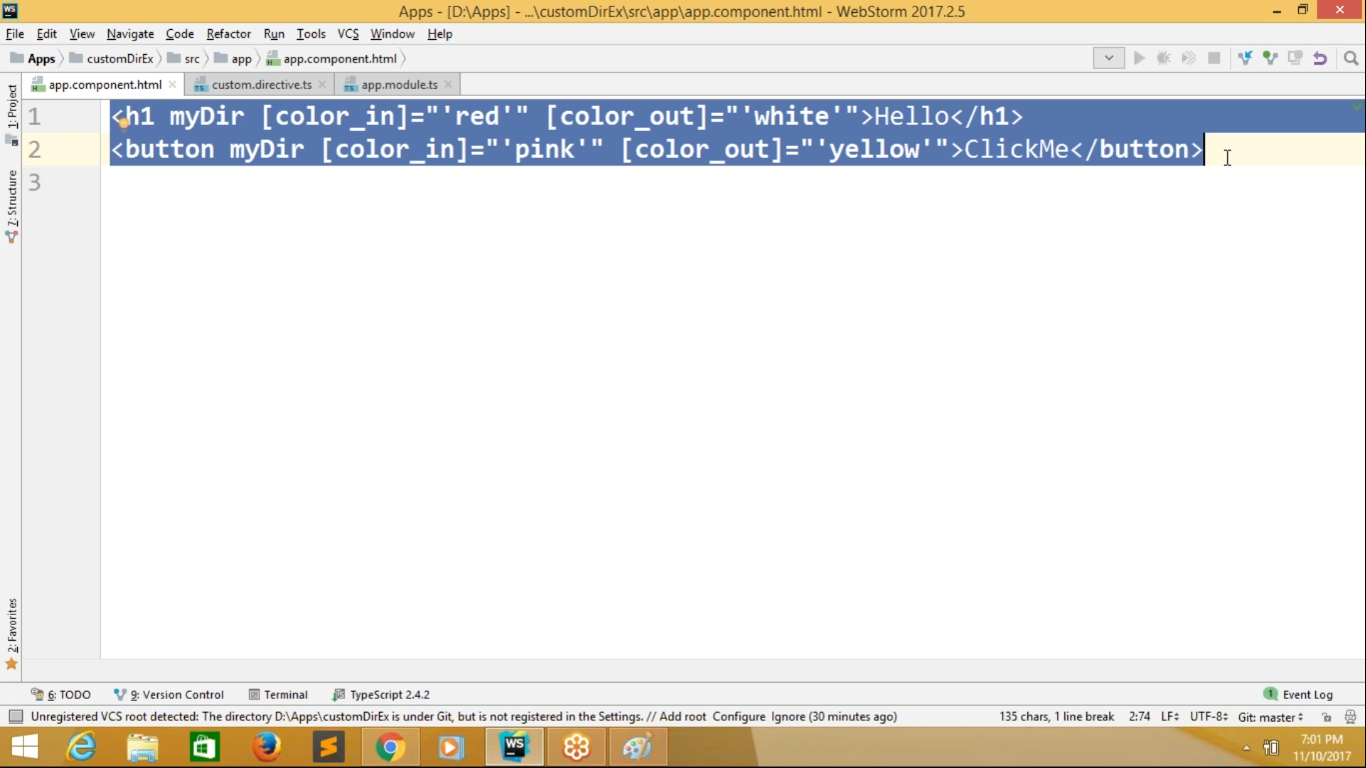 WS
Apps - [D:\Apps] - ...\customDirEx\src\app\app.component.html - WebStorm 2017.2.5
File Edit View Navigate Code Refactor Run Tools VCS Window Help
Apps customDirEx src app app.component.html
app.component.html custom.directive.ts app.module.ts
1: Project
7: Structure
2: Favorites
1 <h1 myDir [color_in]="'red'" [color_out]="'white'">Hello</h1>
2 <button myDir [color_in]="'pink'" [color_out]="'yellow'">ClickMe</button>
3
6: TODO 9: Version Control Terminal TypeScript 2.4.2 1 Event Log
Unregistered VCS root detected: The directory D:\Apps\customDirEx is under Git, but is not registered in the Settings. // Add root Configure Ignore (30 minutes ago) 135 chars, 1 line break 2:74 LF UTF-8 Git: master
WS
7:01 PM
11/10/2017